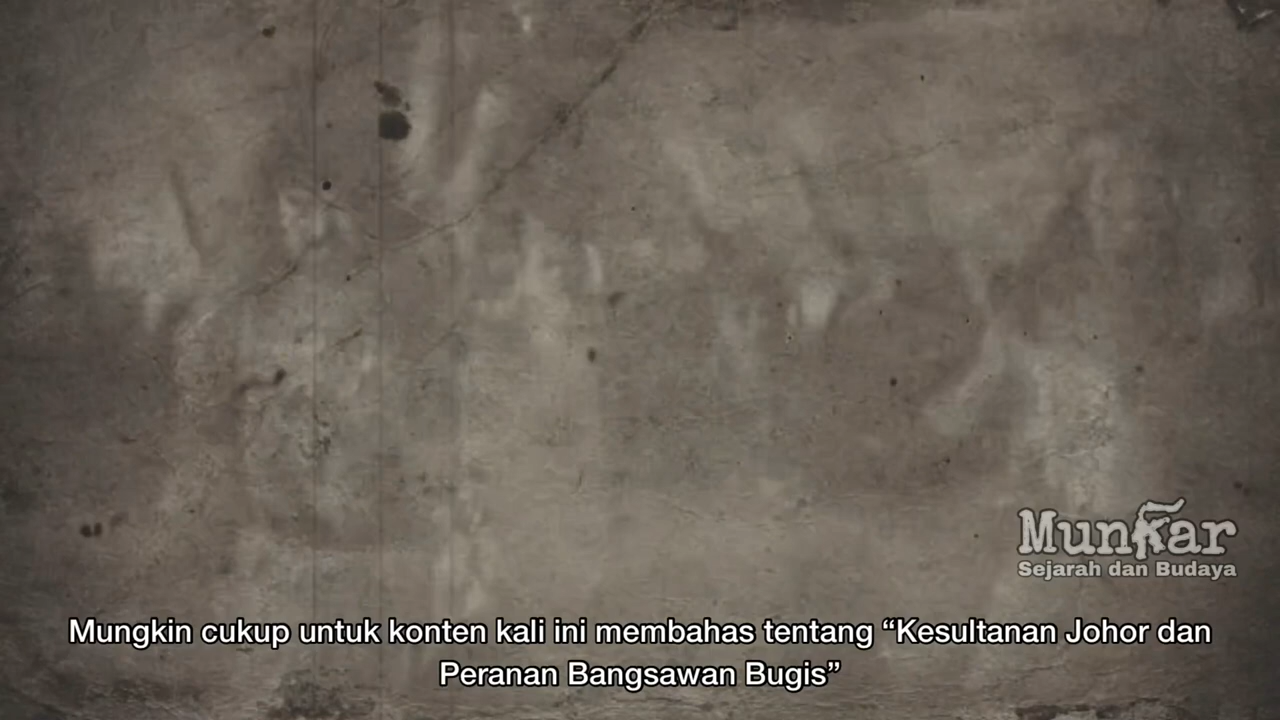 Munkar
Sejarah dan Budaya
Mungkin cukup untuk konten kali ini membahas tentang “Kesultanan Johor dan
Peranan Bangsawan Bugis”